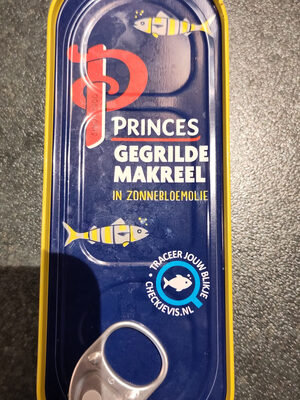 PRINCES
GEGRILDE
MAKREEL
IN ZONNEBLOEMOLIE
TRACEER JOUW BLIKJE
CHECKJEVIS.NL